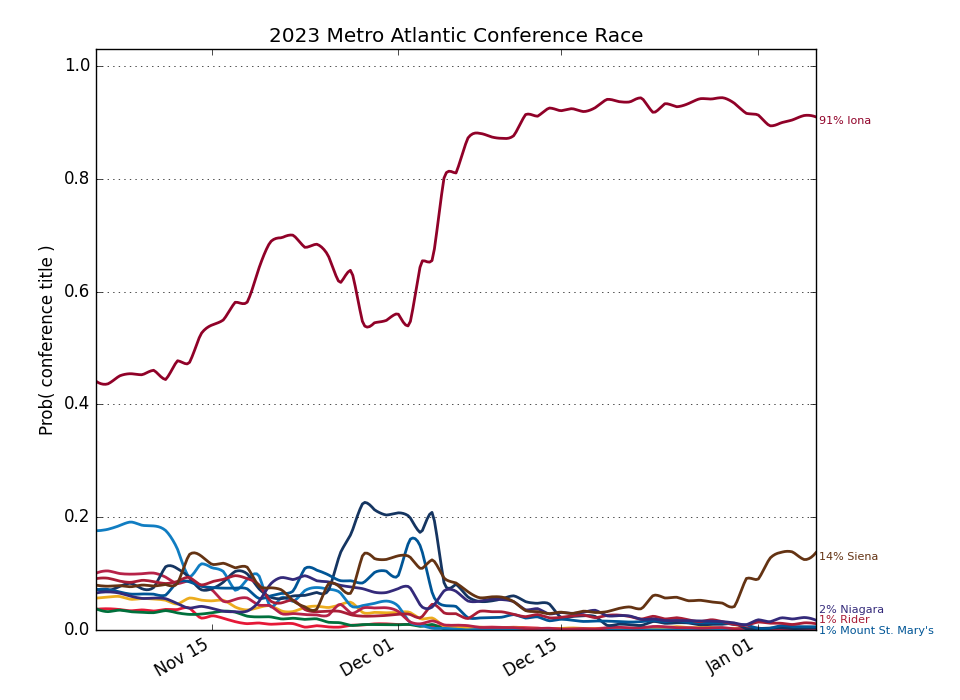 2023 Metro Atlantic Conference Race
Prob( conference title )
1.0
0.8
0.6
0.4
0.2
0.0
91% Iona
14% Siena
2% Niagara
1% Rider
1% Mount St. Mary's
Nov 15
Dec 01
Dec 15
Jan 01